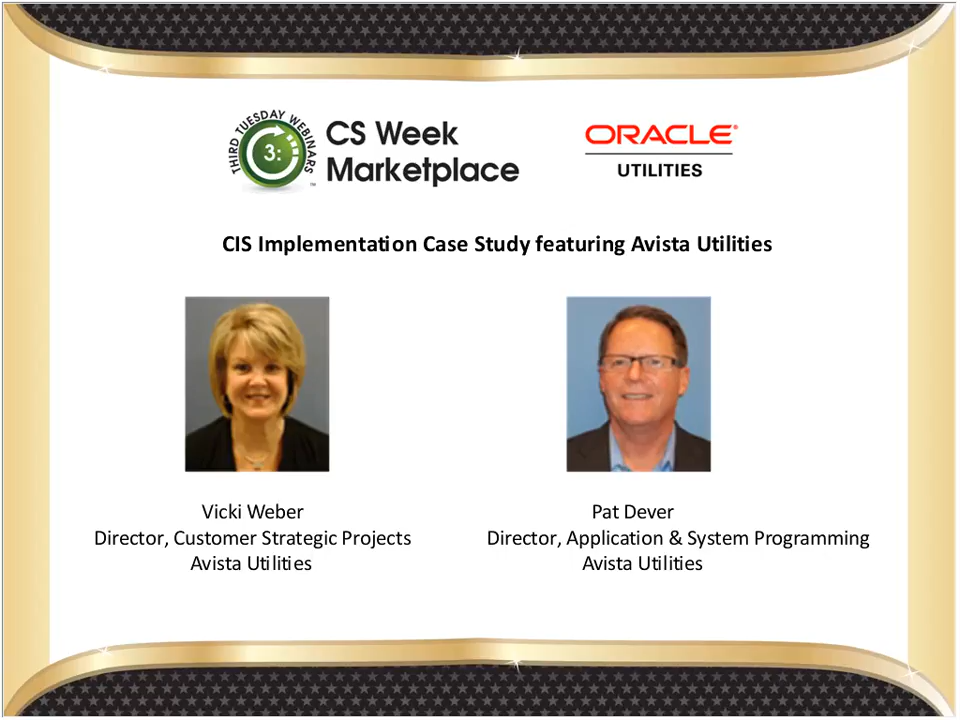 THIRD TUESDAY WEBINARS
3:
TM
CS Week
Marketplace
ORACLE®
UTILITIES
CIS Implementation Case Study featuring Avista Utilities
Vicki Weber
Director, Customer Strategic Projects
Avista Utilities
Pat Dever
Director, Application & System Programming
Avista Utilities